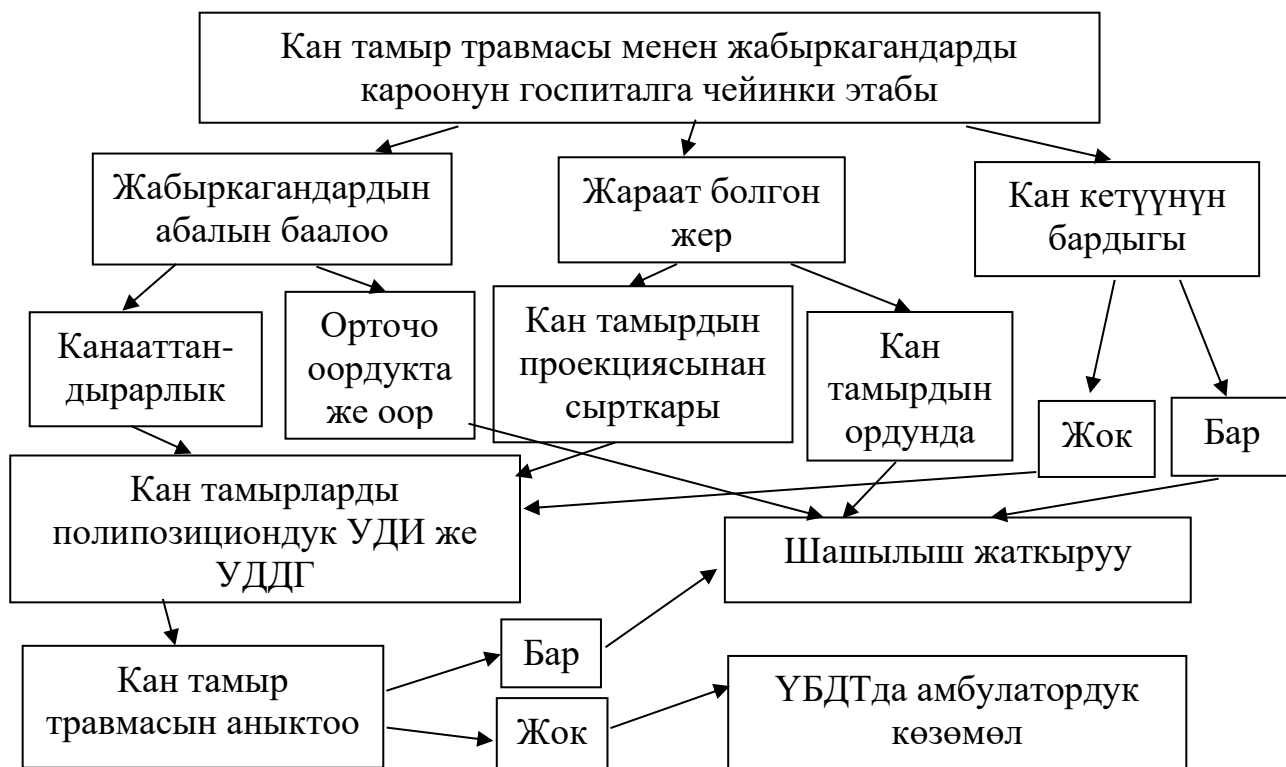 Кан тамыр травмасы менен жабыркагандарды
кароонун госпиталга чейинки этабы
Жабыркагандардын
абалын баалоо
Жараат болгон
жер
Кан кетүүнүн
бардыгы
Канааттан-
дырарлык
Орточо
оордукта
же оор
Кан тамырдын
проекциясынан
сырткары
Кан
тамырдын
ордунда
Жок
Бар
Кан тамырларды
полипозициондук УДИ же
УДДГ
Шашылыш жаткыруу
Кан тамыр
травмасын аныктоо
Бар
Жок
ҮБДТда амбулатордук
көзөмөл